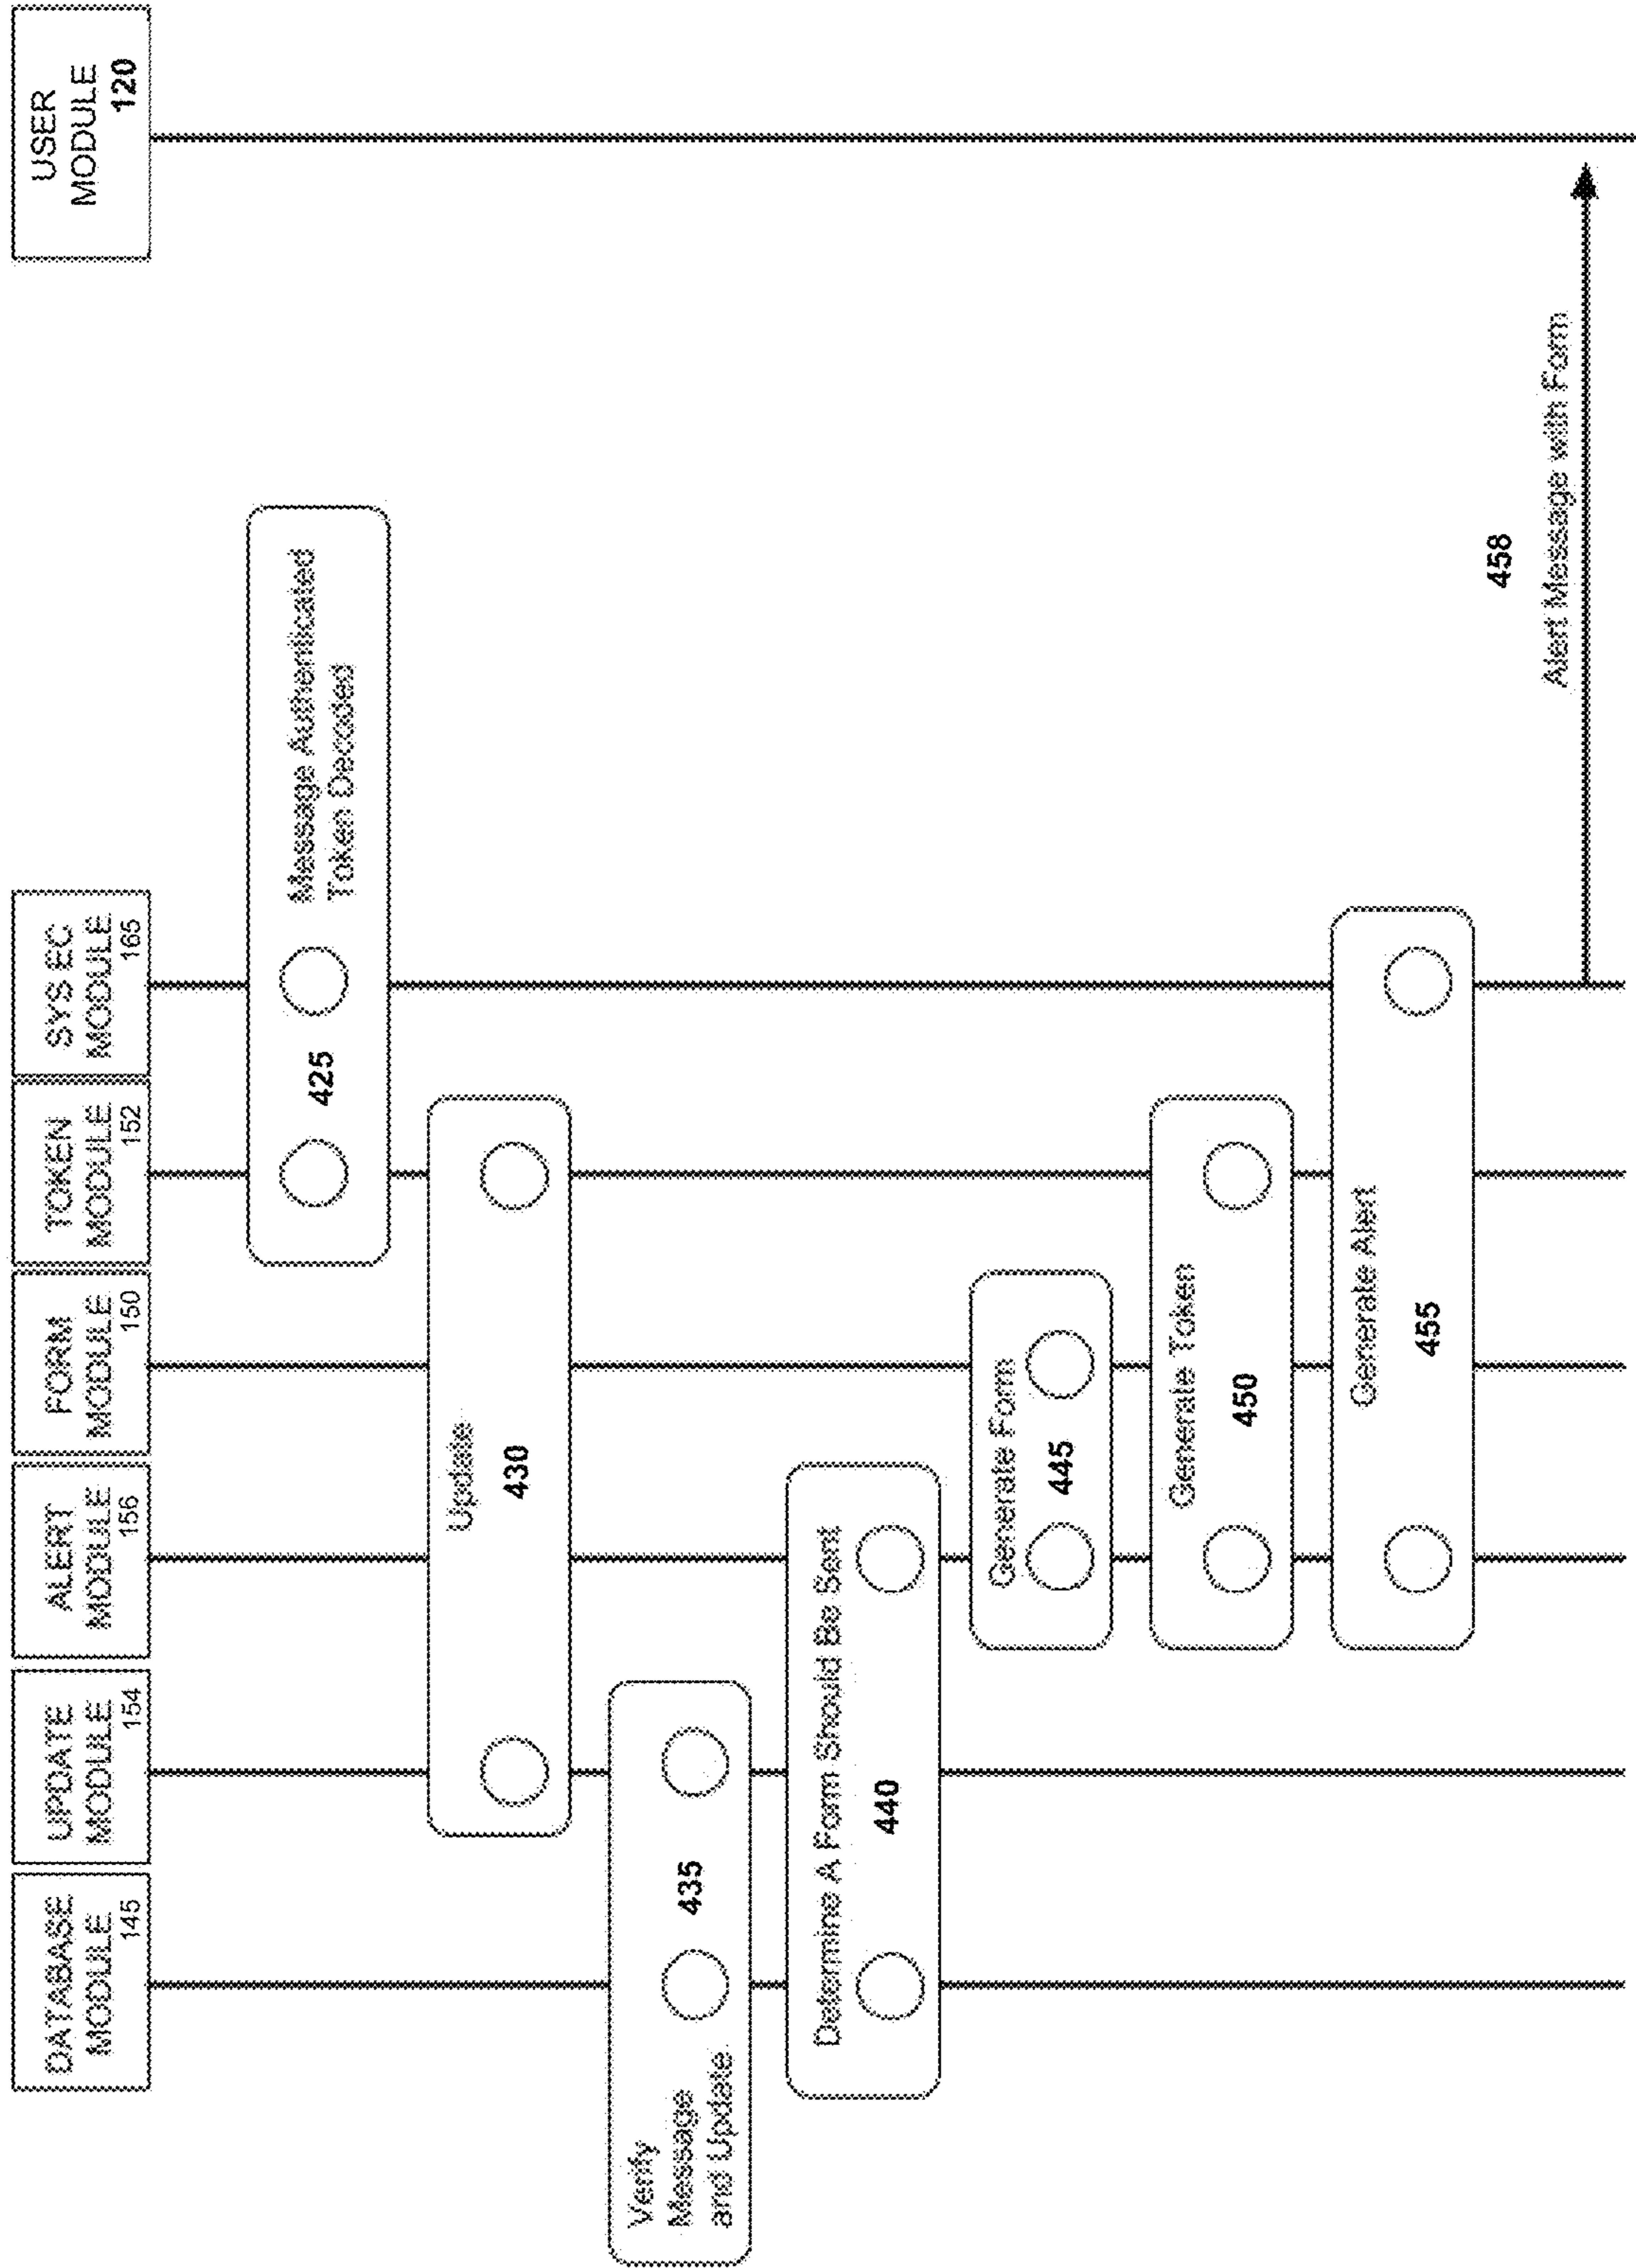 DATABASE
MODULE
145
UPDATE
MODULE
154
ALERT
MODULE
156
FORM
MODULE
150
TOKEN
MODULE
152
SYS EC
MODULE
165
USER
MODULE
120
425
Message Authenticated
Token Decoded
Update
430
Verify
Message
and Update
435
Determine A Form Should Be Sent
440
Generate Form
445
Generate Token
450
Generate Alert
455
458
Alert Message with Form